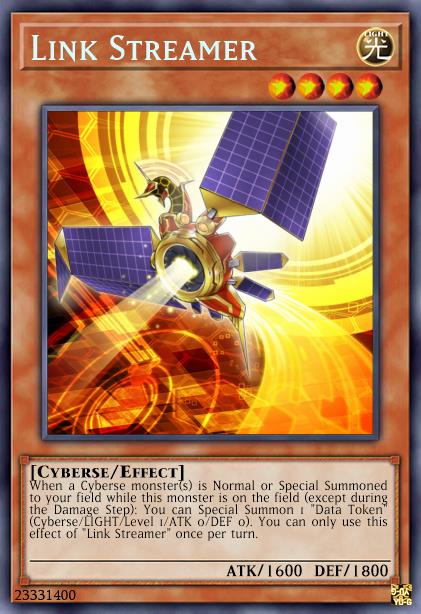 Link Streamer
LIGHT
光
[Cyberse/Effect]
When a Cyberse monster(s) is Normal or Special Summoned
to your field while this monster is on the field (except during
the Damage Step): You can Special Summon 1 "Data Token"
(Cyberse/LIGHT/Level 1/ATK 0/DEF 0). You can only use this
effect of "Link Streamer" once per turn.
ATK/1600 DEF/1800
23331400